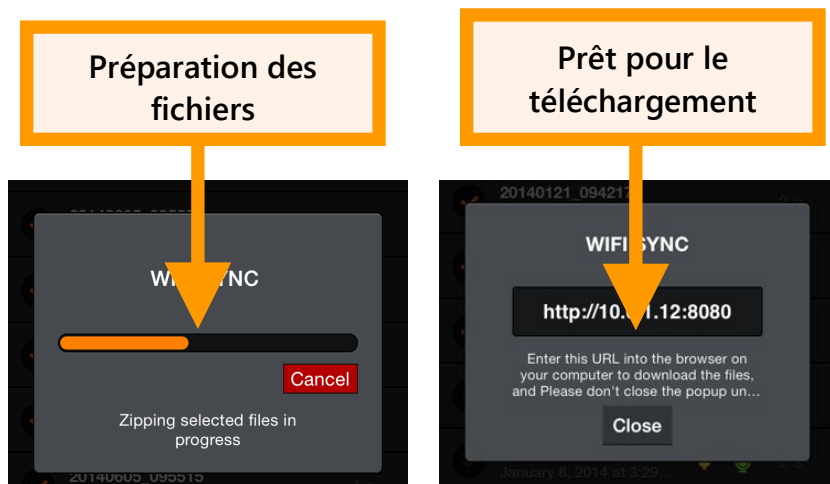 Préparation des
fichiers
Prêt pour le
téléchargement
Cancel
Zipping selected files in
progress
20140605_095515
20140121_094217
WIFI SYNC
Enter this URL into the browser on
your computer to download the files,
and Please don't close the popup un...
Close
January 8, 2014 at 3:29...